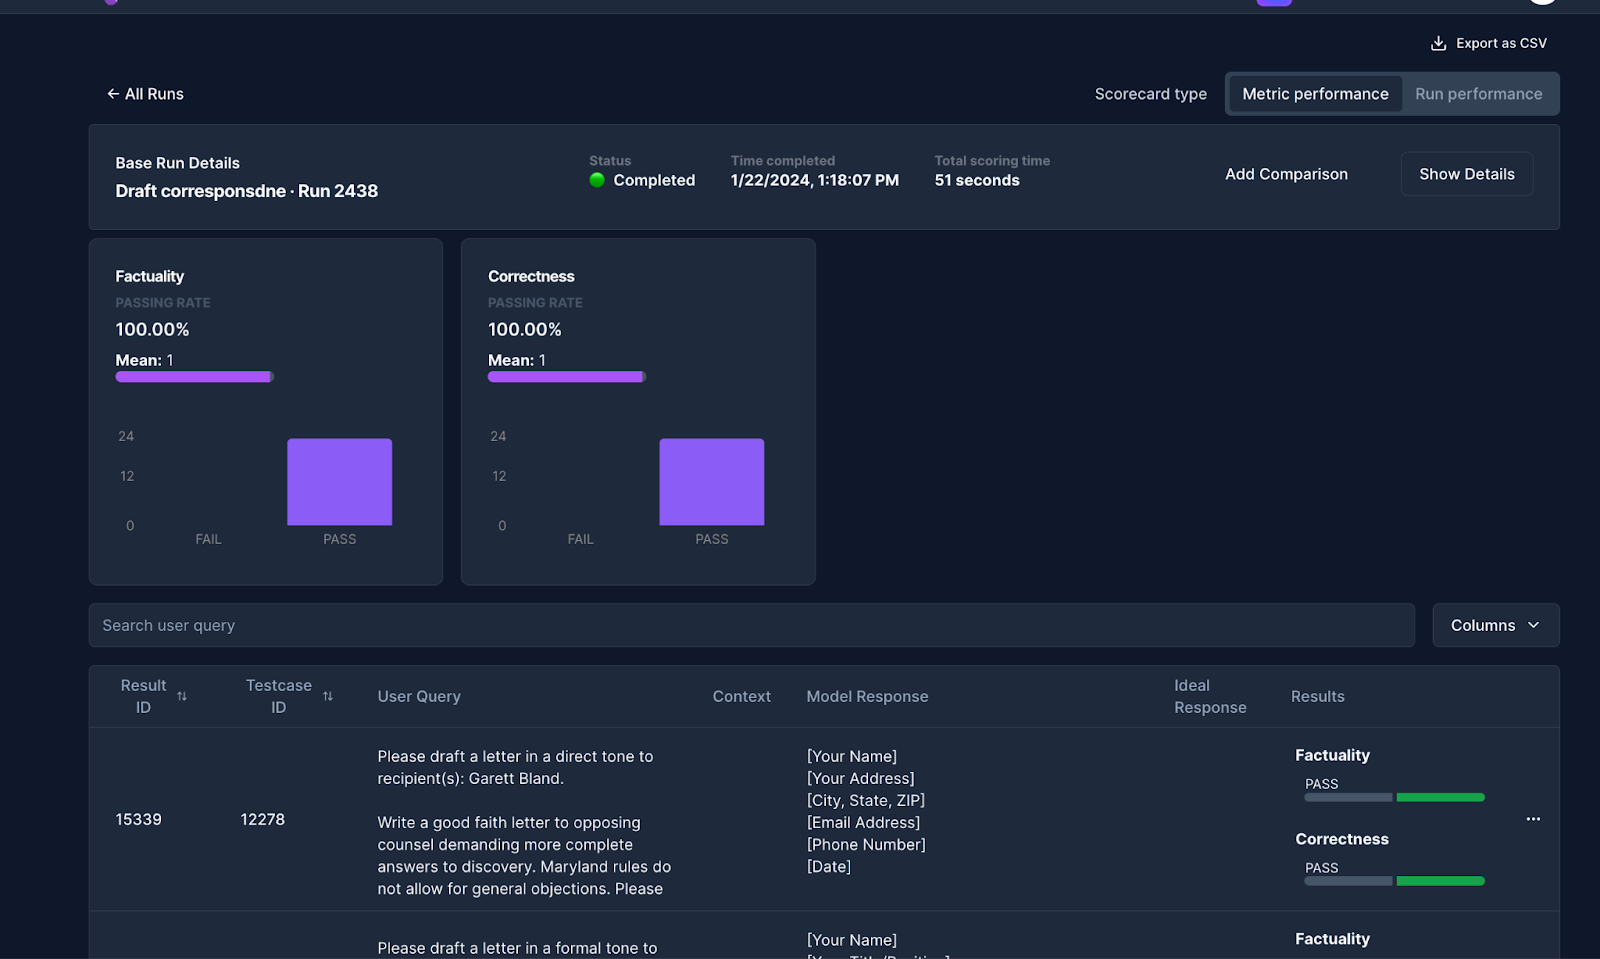 Export as CSV
← All Runs
Scorecard type
Metric performance
Run performance
Base Run Details
Draft corresponsdne · Run 2438
Status
Completed
Time completed
1/22/2024, 1:18:07 PM
Total scoring time
51 seconds
Add Comparison
Show Details
Factuality
PASSING RATE
100.00%
Mean: 1
24
12
0
FAIL
PASS
Correctness
PASSING RATE
100.00%
Mean: 1
24
12
0
FAIL
PASS
Search user query
Columns
Result
ID
Testcase
ID
User Query
Context
Model Response
Ideal
Response
Results
15339
12278
Please draft a letter in a direct tone to
recipient(s): Garett Bland.
Write a good faith letter to opposing
counsel demanding more complete
answers to discovery. Maryland rules do
not allow for general objections. Please
[Your Name]
[Your Address]
[City, State, ZIP]
[Email Address]
[Phone Number]
[Date]
Factuality
PASS
Correctness
PASS
...
Please draft a letter in a formal tone to
[Your Name]
Factuality